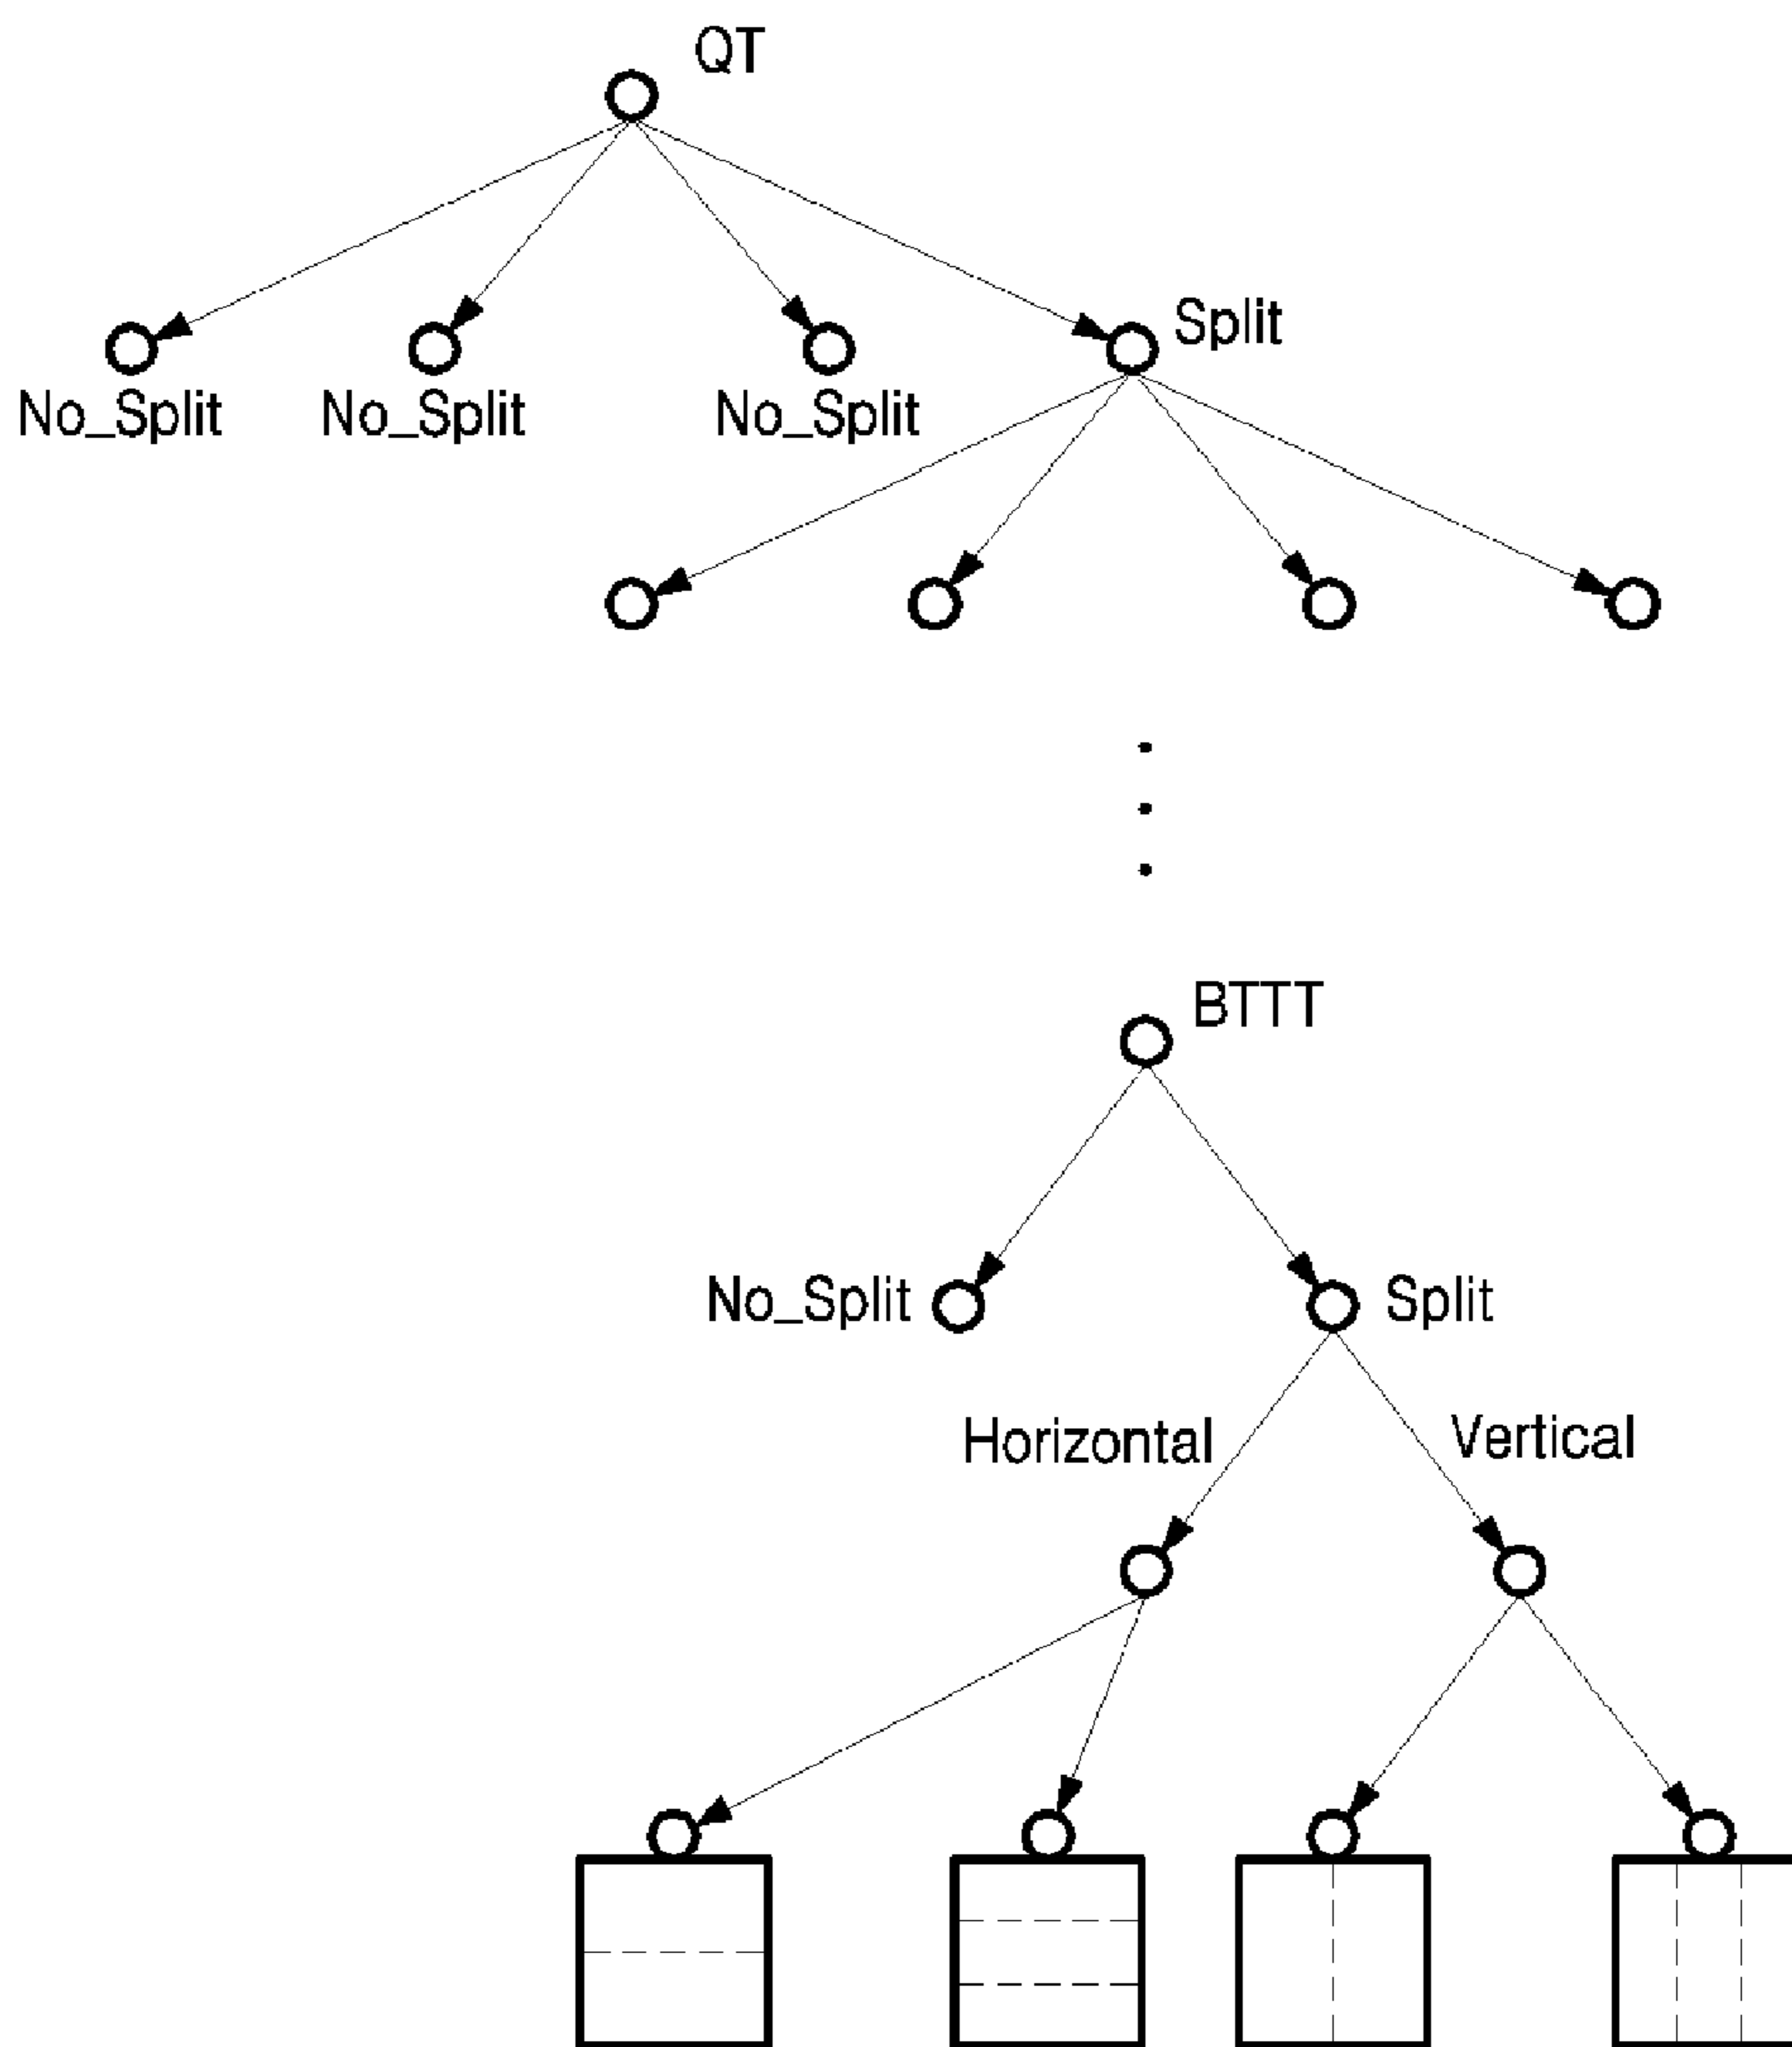 QT
Split
No_Split No_Split No_Split
BTTT
No_Split Split
Horizontal Vertical